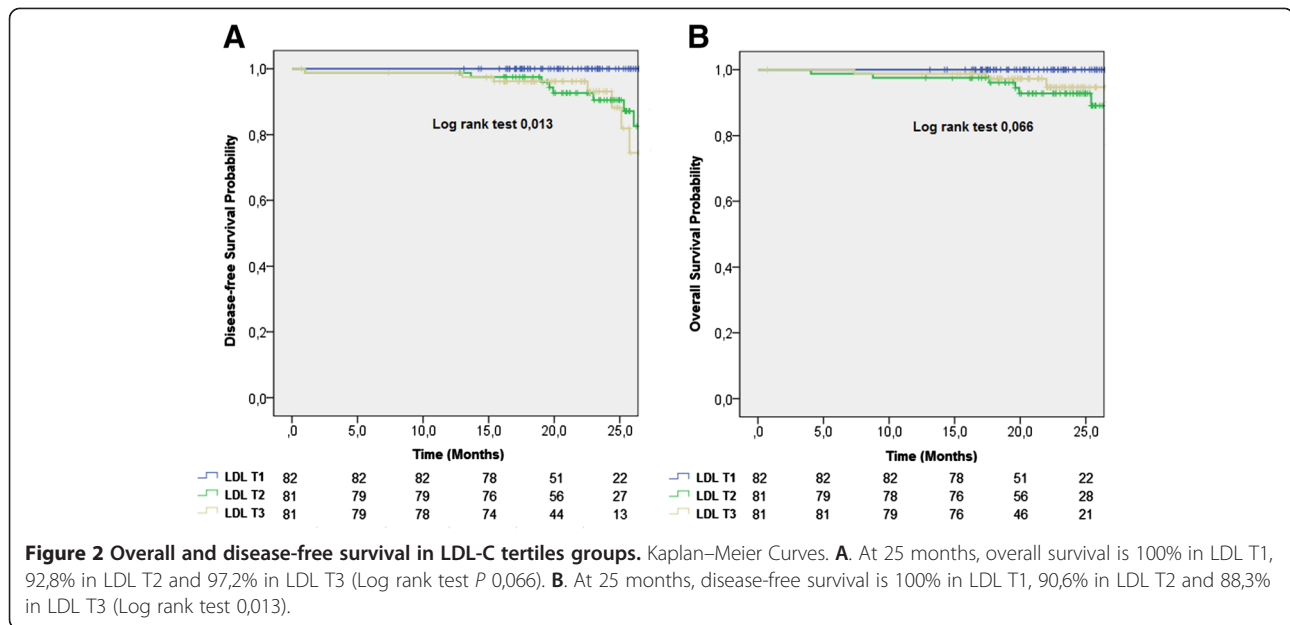 A
B
1,0
0,8
0,6
0,4
0,2
0,0
Disease-free Survival Probability
Log rank test 0,013
,0 5,0 10,0 15,0 20,0 25,0
Time (Months)
LDL T1 82 82 82 78 51 22
LDL T2 81 79 79 76 56 27
LDL T3 81 79 78 74 44 13
1,0
0,8
0,6
0,4
0,2
0,0
Overall Survival Probability
Log rank test 0,066
,0 5,0 10,0 15,0 20,0 25,0
Time (Months)
LDL T1 82 82 82 78 51 22
LDL T2 81 79 78 76 56 28
LDL T3 81 81 79 76 46 21
Figure 2 Overall and disease-free survival in LDL-C tertiles groups. Kaplan–Meier Curves. A. At 25 months, overall survival is 100% in LDL T1,
92,8% in LDL T2 and 97,2% in LDL T3 (Log rank test P 0,066). B. At 25 months, disease-free survival is 100% in LDL T1, 90,6% in LDL T2 and 88,3%
in LDL T3 (Log rank test 0,013).